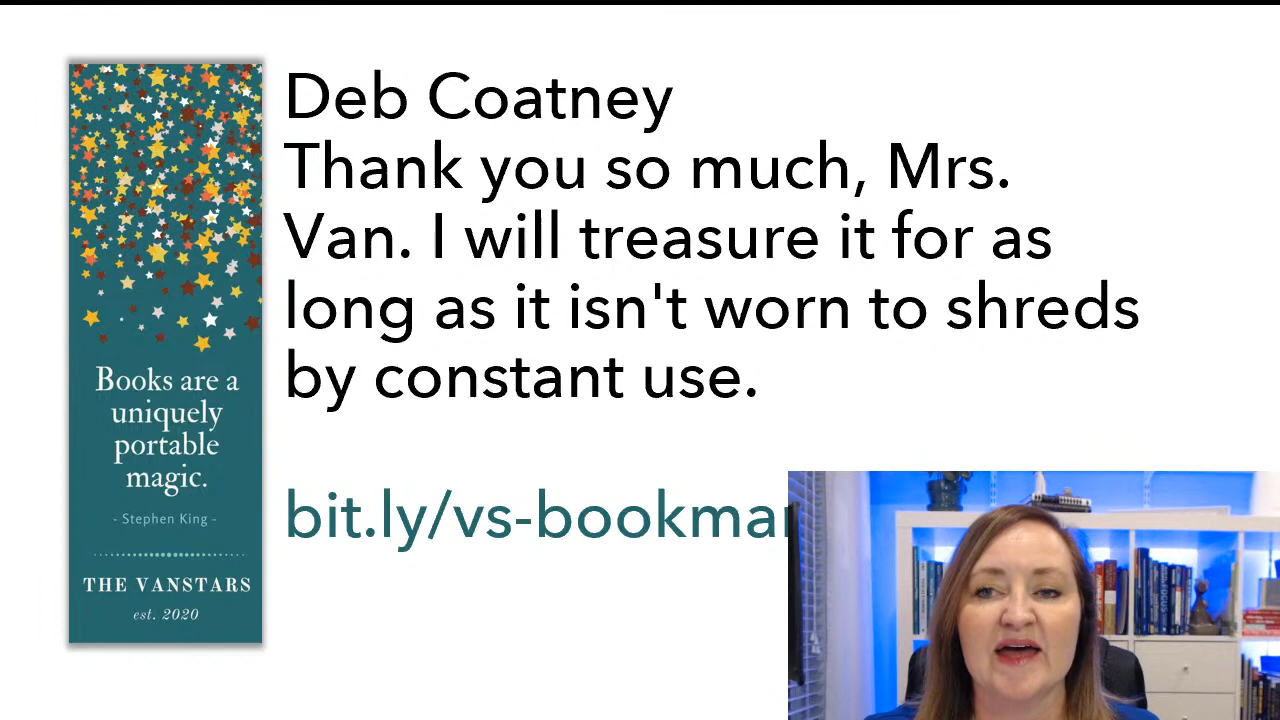 Books are a
uniquely
portable
magic.
- Stephen King -
THE VANSTARS
est. 2020
Deb Coatney
Thank you so much, Mrs.
Van. I will treasure it for as
long as it isn't worn to shreds
by constant use.